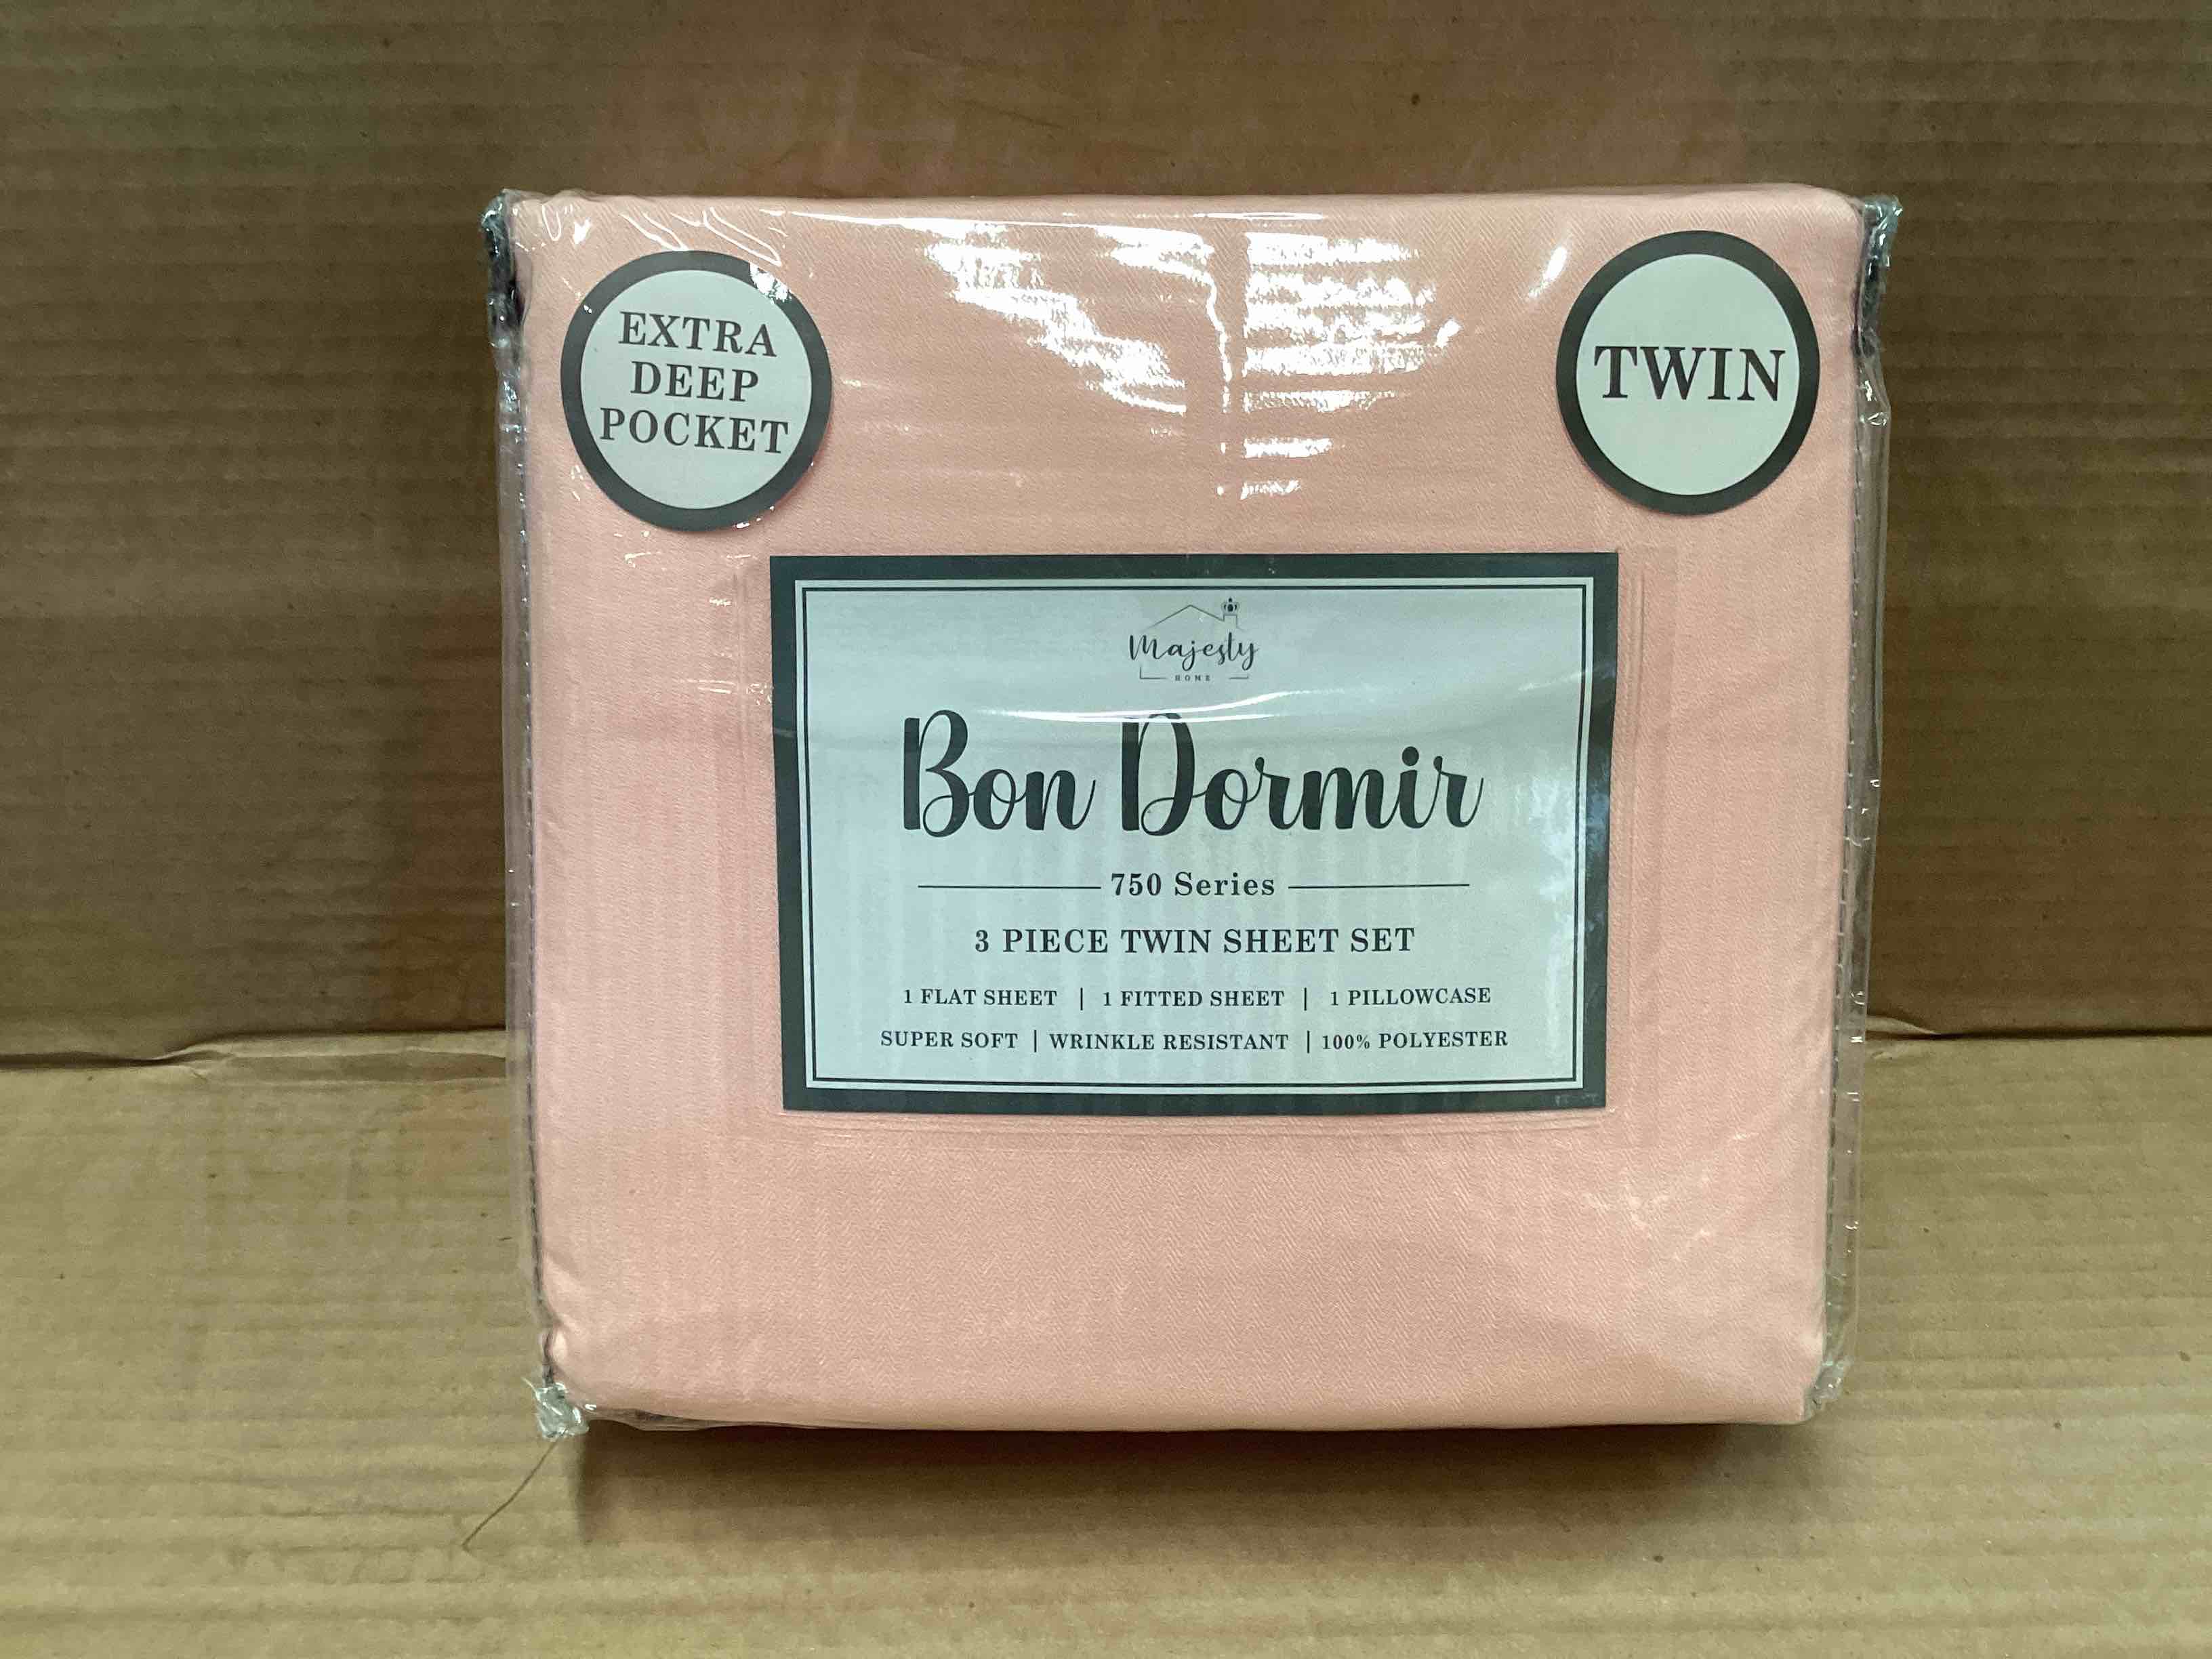 EXTRA
DEEP
POCKET
TWIN
Majesty
HOME
Bon Dormir
750 Series
3 PIECE TWIN SHEET SET
1 FLAT SHEET | 1 FITTED SHEET | 1 PILLOWCASE
SUPER SOFT | WRINKLE RESISTANT | 100% POLYESTER